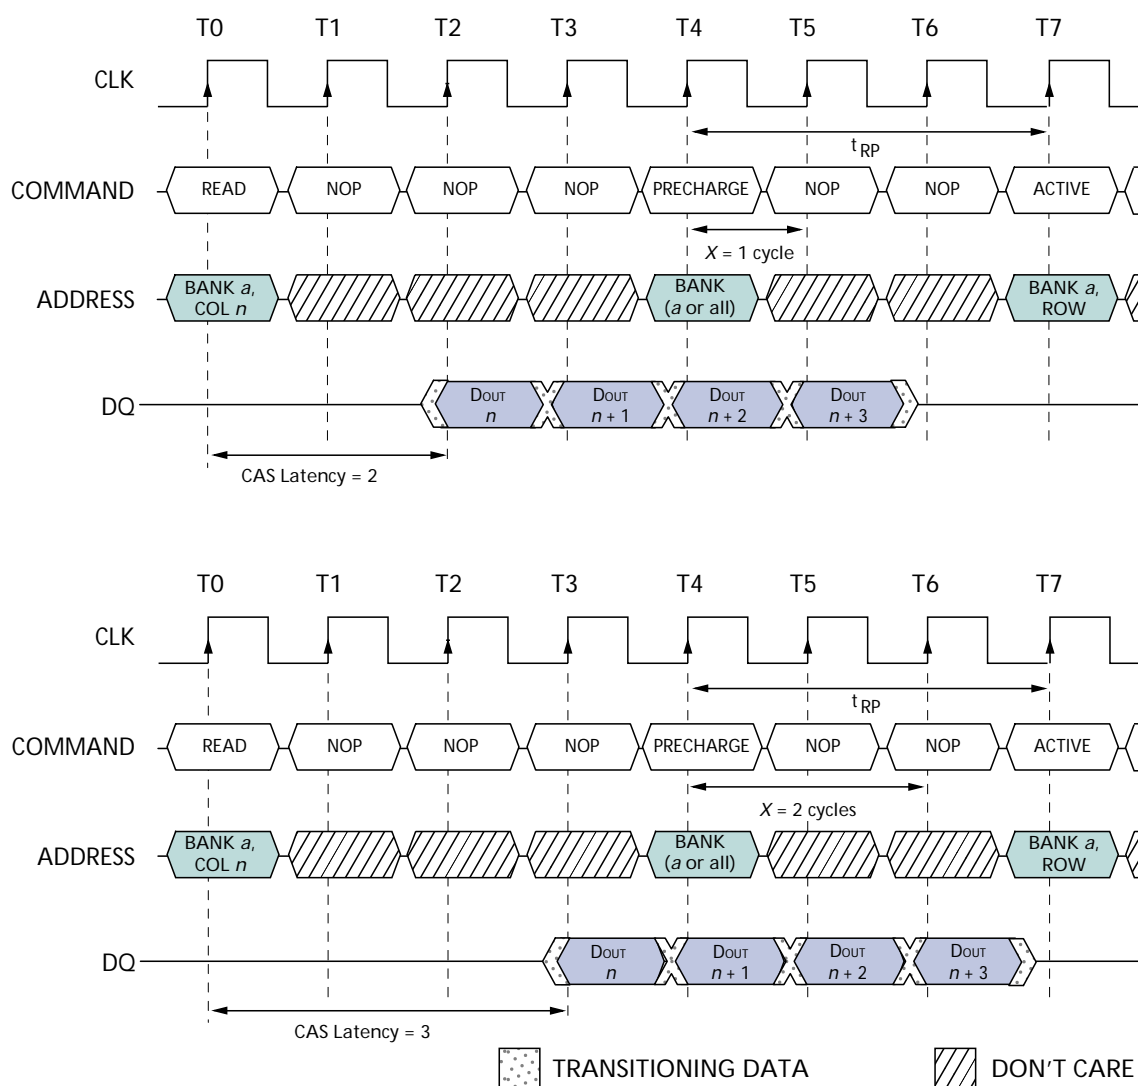 T0 T1 T2 T3 T4 T5 T6 T7
CLK
tRP
COMMAND READ NOP NOP NOP PRECHARGE NOP NOP ACTIVE
X = 1 cycle
ADDRESS BANK a, COL n BANK (a or all) BANK a, ROW
DQ DOUT n DOUT n + 1 DOUT n + 2 DOUT n + 3
CAS Latency = 2
T0 T1 T2 T3 T4 T5 T6 T7
CLK
tRP
COMMAND READ NOP NOP NOP PRECHARGE NOP NOP ACTIVE
X = 2 cycles
ADDRESS BANK a, COL n BANK (a or all) BANK a, ROW
DQ DOUT n DOUT n + 1 DOUT n + 2 DOUT n + 3
CAS Latency = 3
TRANSITIONING DATA DON'T CARE